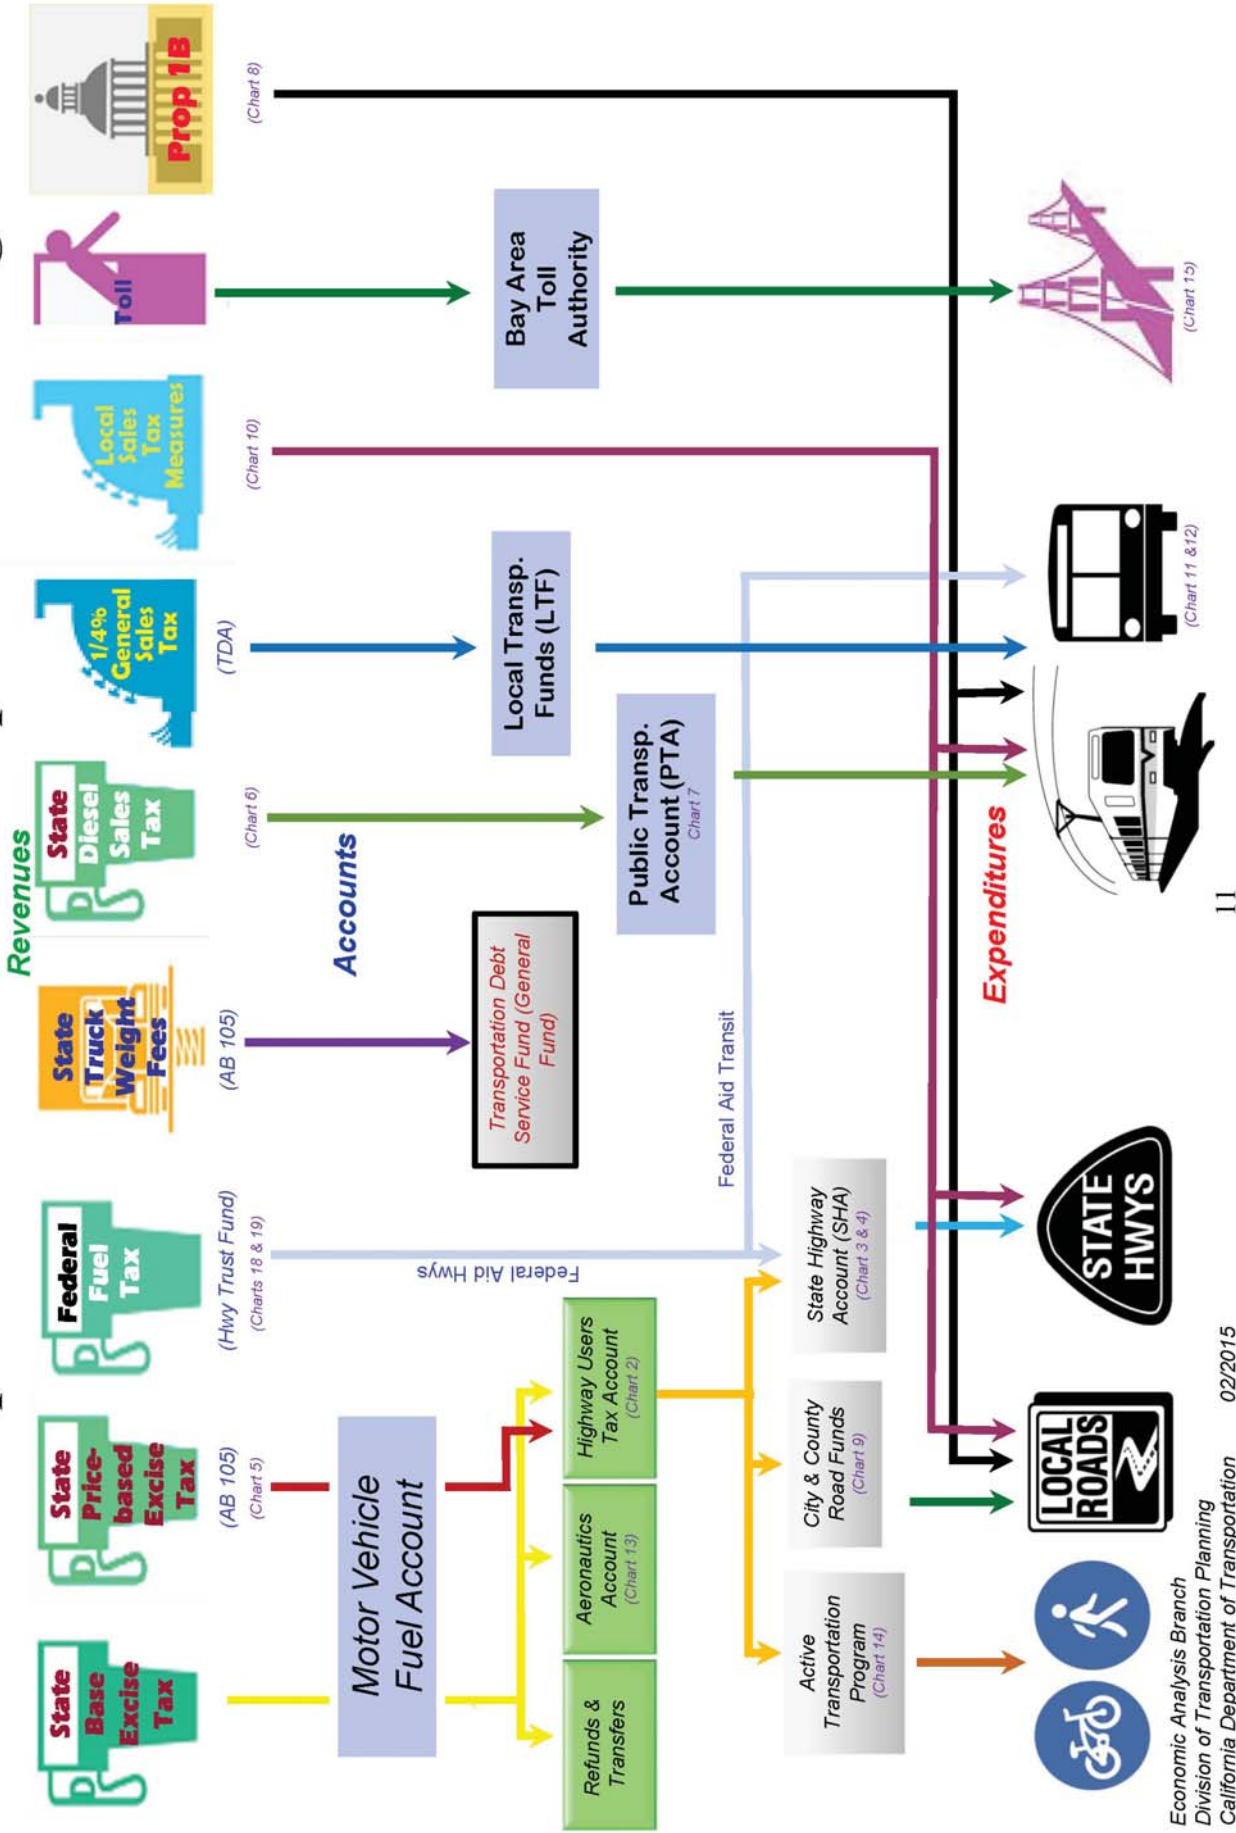 Revenues
State
Base
Excise
Tax
State
Price-
based
Excise
Tax
(AB 105)
(Chart 5)
Federal
Fuel
Tax
(Hwy Trust Fund)
(Charts 18 & 19)
State
Truck
Weight
Fees
(AB 105)
State
Diesel
Sales
Tax
(Chart 6)
1/4%
General
Sales
Tax
(TDA)
Local
Sales
Tax
Measures
(Chart 10)
Toll
Prop 1B
(Chart 8)
Accounts
Motor Vehicle
Fuel Account
Transportation Debt
Service Fund (General
Fund)
Local Transp.
Funds (LTF)
Bay Area
Toll
Authority
Federal Aid Hwys
Refunds &
Transfers
Aeronautics
Account
(Chart 13)
Highway Users
Tax Account
(Chart 2)
Public Transp.
Account (PTA)
Chart 7
Federal Aid Transit
Active
Transportation
Program
(Chart 14)
City & County
Road Funds
(Chart 9)
State Highway
Account (SHA)
(Chart 3 & 4)
Expenditures
LOCAL
ROADS
STATE
HWYS
(Chart 11 &12)
(Chart 15)
Economic Analysis Branch
Division of Transportation Planning
California Department of Transportation 02/2015
11